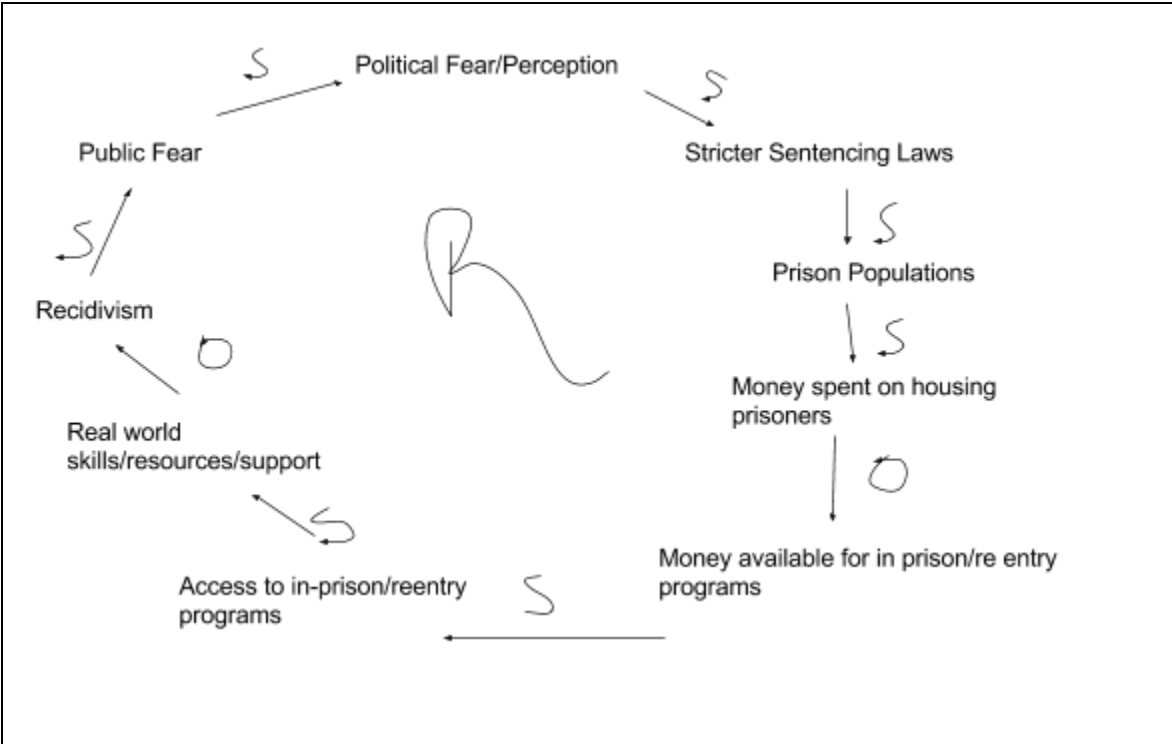 S
Political Fear/Perception
S
Public Fear
Stricter Sentencing Laws
S
S
R
Prison Populations
Recidivism
O
S
Money spent on housing
prisoners
Real world
skills/resources/support
O
S
Money available for in prison/re entry
programs
Access to in-prison/reentry
programs
S